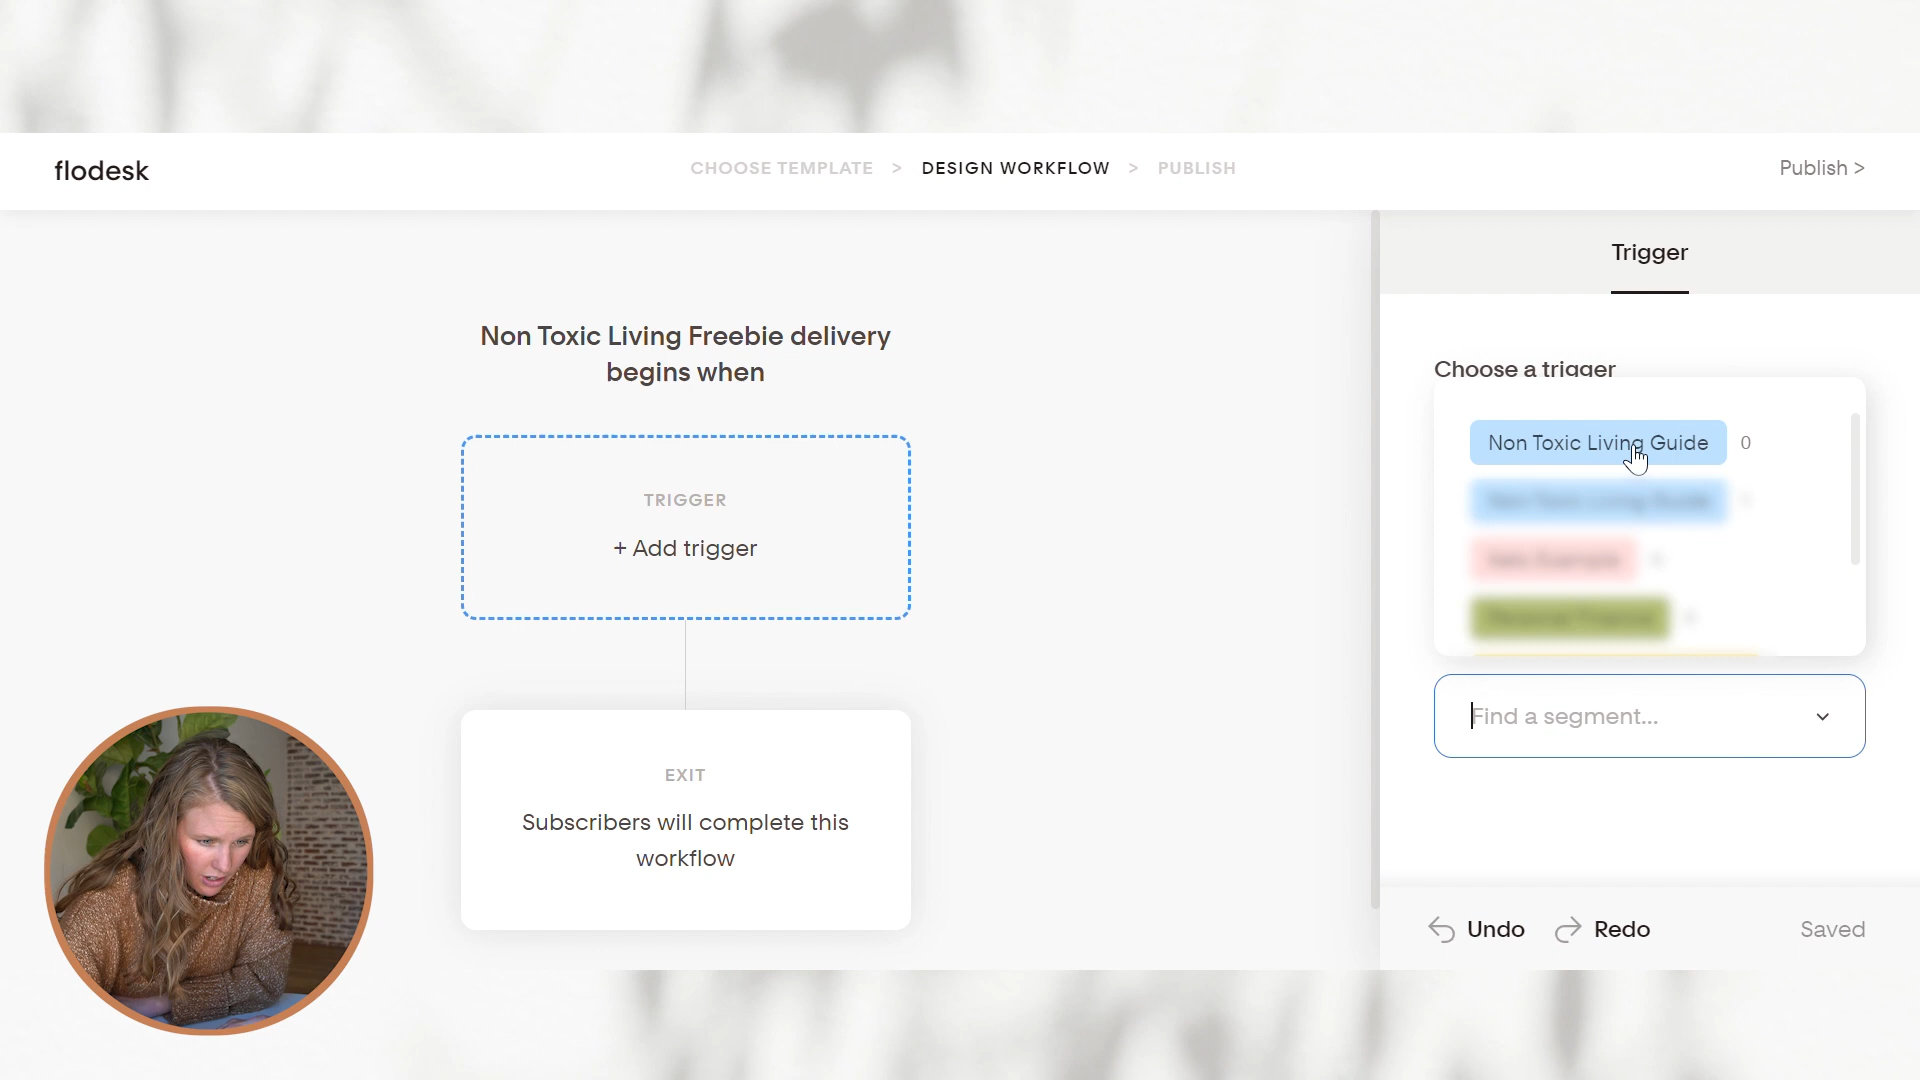 flodesk
CHOOSE TEMPLATE > DESIGN WORKFLOW > PUBLISH
Publish >
Non Toxic Living Freebie delivery
begins when
TRIGGER
+ Add trigger
EXIT
Subscribers will complete this
workflow
Trigger
Choose a trigger
Non Toxic Living Guide 0
Find a segment...
Undo
Redo
Saved